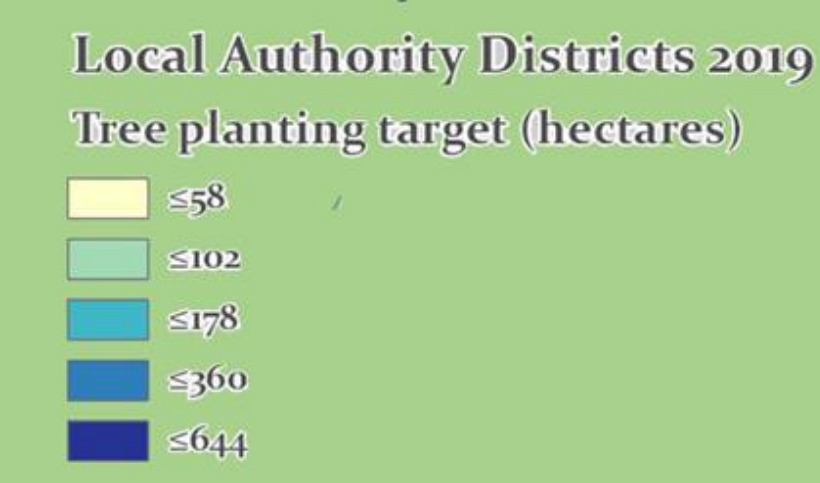 Local Authority Districts 2019
Tree planting target (hectares)
≤58
≤102
≤178
≤360
≤644